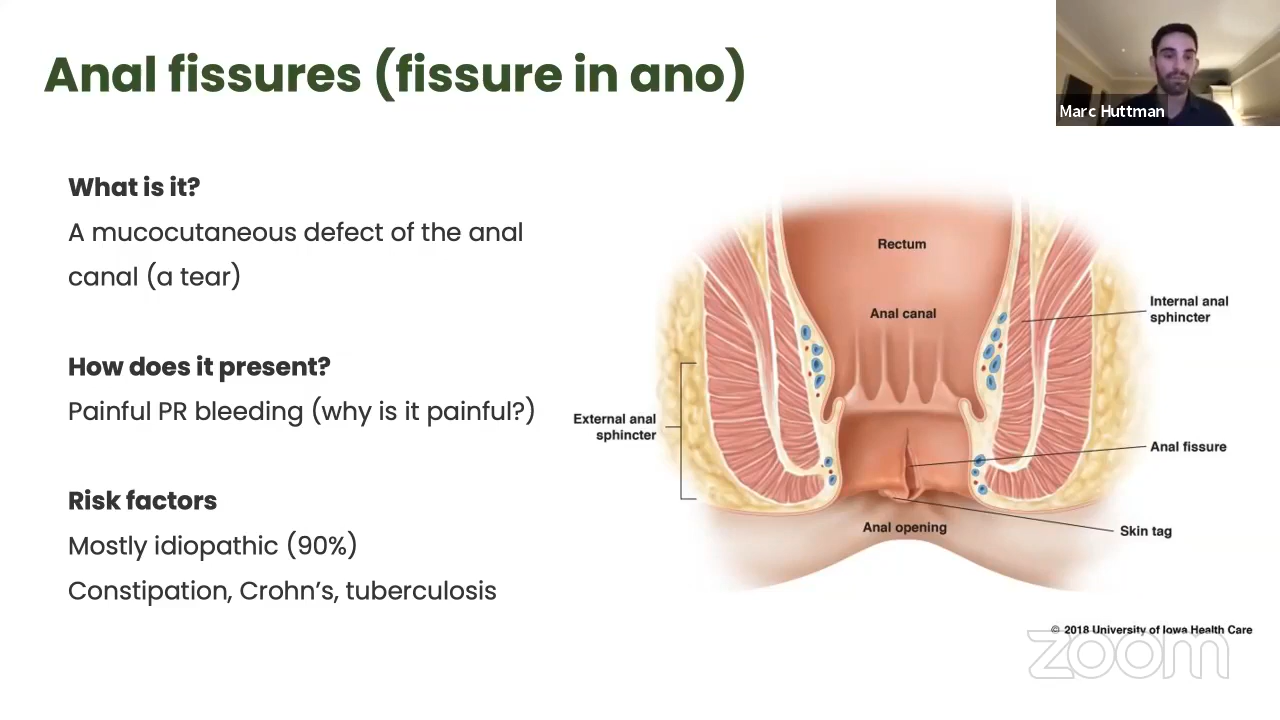 Anal fissures (fissure in ano)
Marc Huttman
What is it?
A mucocutaneous defect of the anal
canal (a tear)
How does it present?
Painful PR bleeding (why is it painful?)
Risk factors
Mostly idiopathic (90%)
Constipation, Crohn’s, tuberculosis
Rectum
Anal canal
Internal anal
sphincter
External anal
sphincter
Anal fissure
Anal opening
Skin tag
© 2018 University of Iowa Health Care
zoom